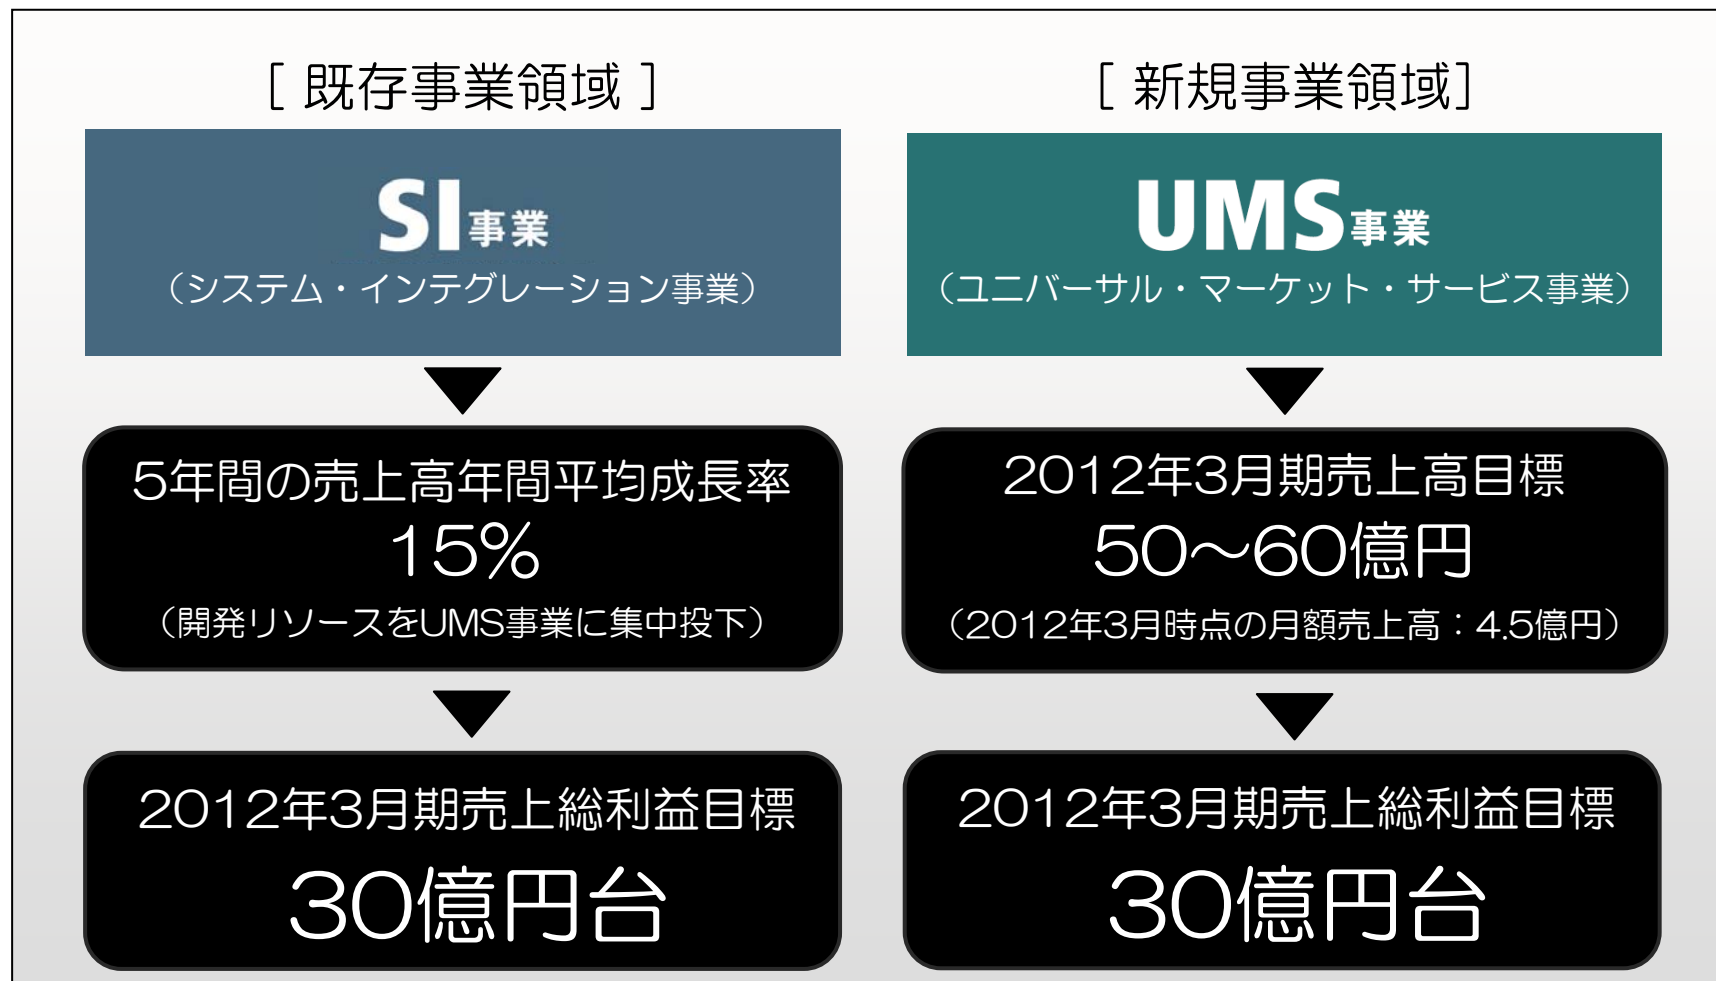 [ 既存事業領域 ]
SI事業
（システム・インテグレーション事業）
5年間の売上高年間平均成長率
15%
（開発リソースをUMS事業に集中投下）
2012年3月期売上総利益目標
30億円台
[ 新規事業領域]
UMS事業
（ユニバーサル・マーケット・サービス事業）
2012年3月期売上高目標
50～60億円
（2012年3月時点の月額売上高：4.5億円）
2012年3月期売上総利益目標
30億円台